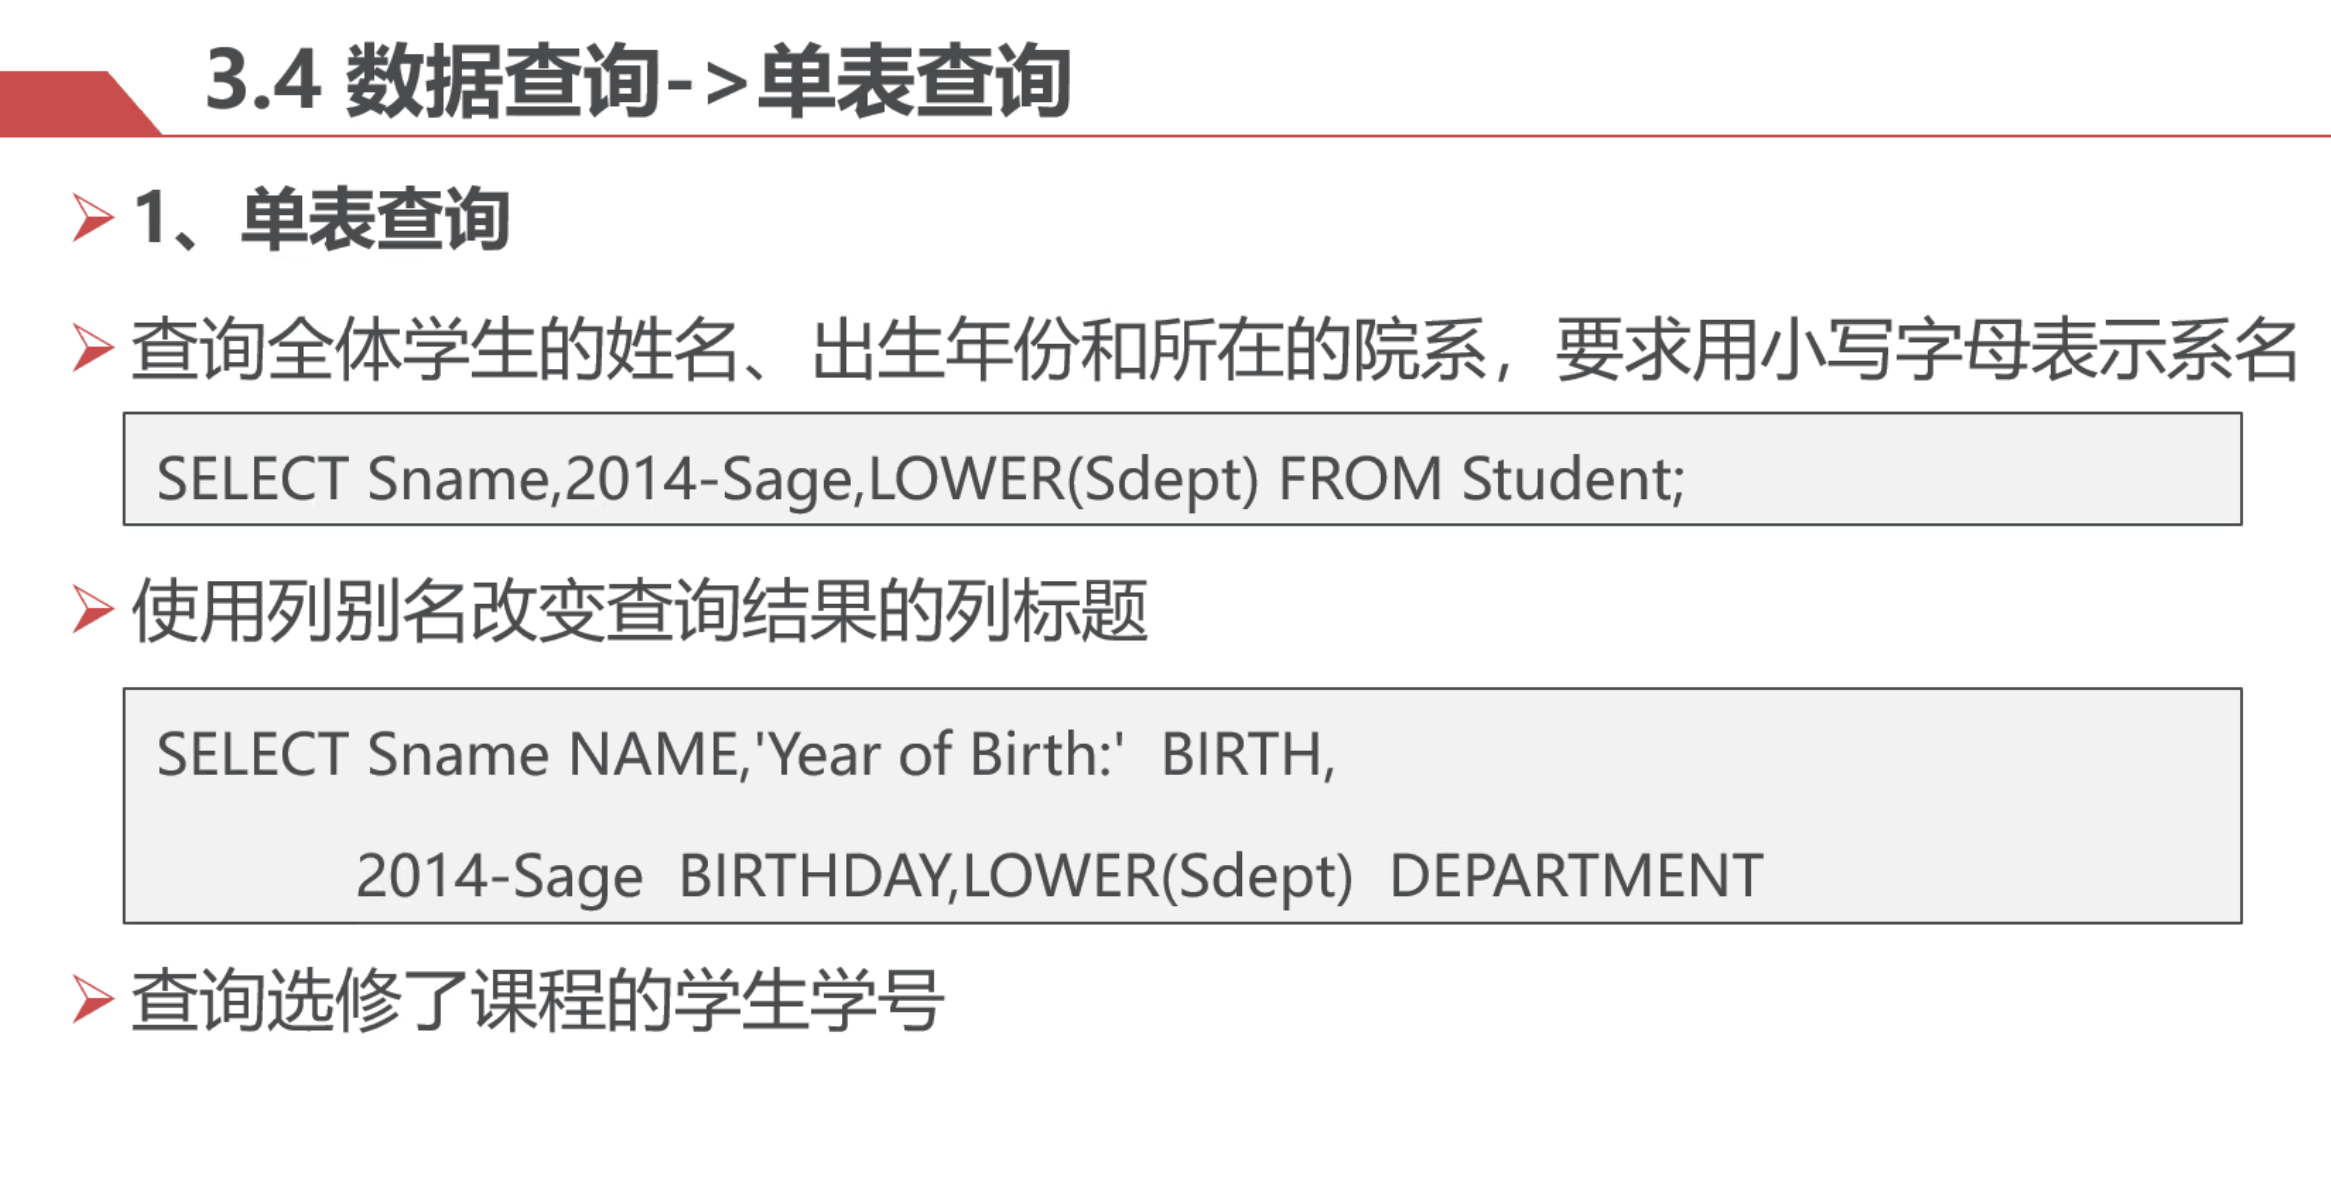 3.4 数据查询->单表查询
1、单表查询
查询全体学生的姓名、出生年份和所在的院系，要求用小写字母表示系名
SELECT Sname,2014-Sage,LOWER(Sdept) FROM Student;
使用列别名改变查询结果的列标题
SELECT Sname NAME,'Year of Birth:'  BIRTH,
2014-Sage  BIRTHDAY,LOWER(Sdept)  DEPARTMENT
查询选修了课程的学生学号